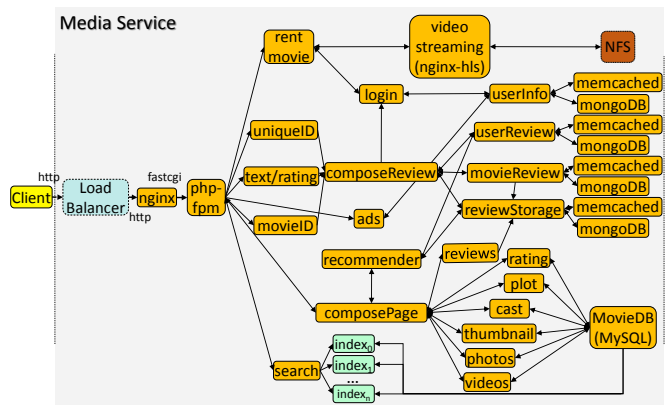 Media Service
rent
movie
video
streaming
(nginx-hls)
NFS
login
userInfo
memcached
mongoDB
uniqueID
userReview
memcached
mongoDB
http
fastcgi
text/rating
composeReview
movieReview
memcached
mongoDB
Client
Load
Balancer
nginx
http
php-
fpm
movieID
ads
reviewStorage
memcached
mongoDB
recommender
reviews
rating
plot
composePage
cast
MovieDB
(MySQL)
thumbnail
photos
videos
search
index0
index1
...
indexn